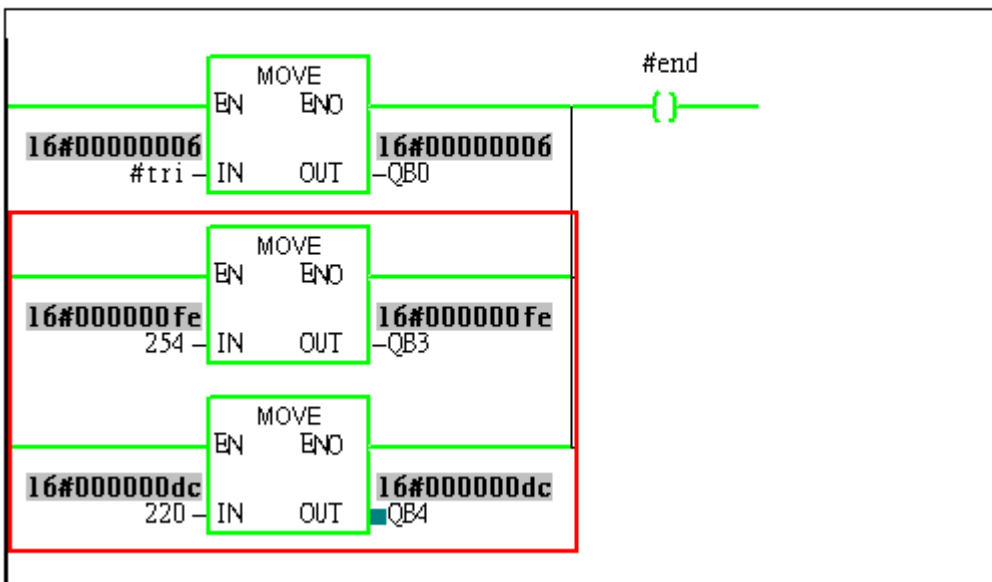 MOVE
#end
EN ENO
( )
16#00000006 16#00000006
#tri IN OUT QB0
MOVE
EN ENO
16#000000fe 16#000000fe
254 IN OUT QB3
MOVE
EN ENO
16#000000dc 16#000000dc
220 IN OUT QB4